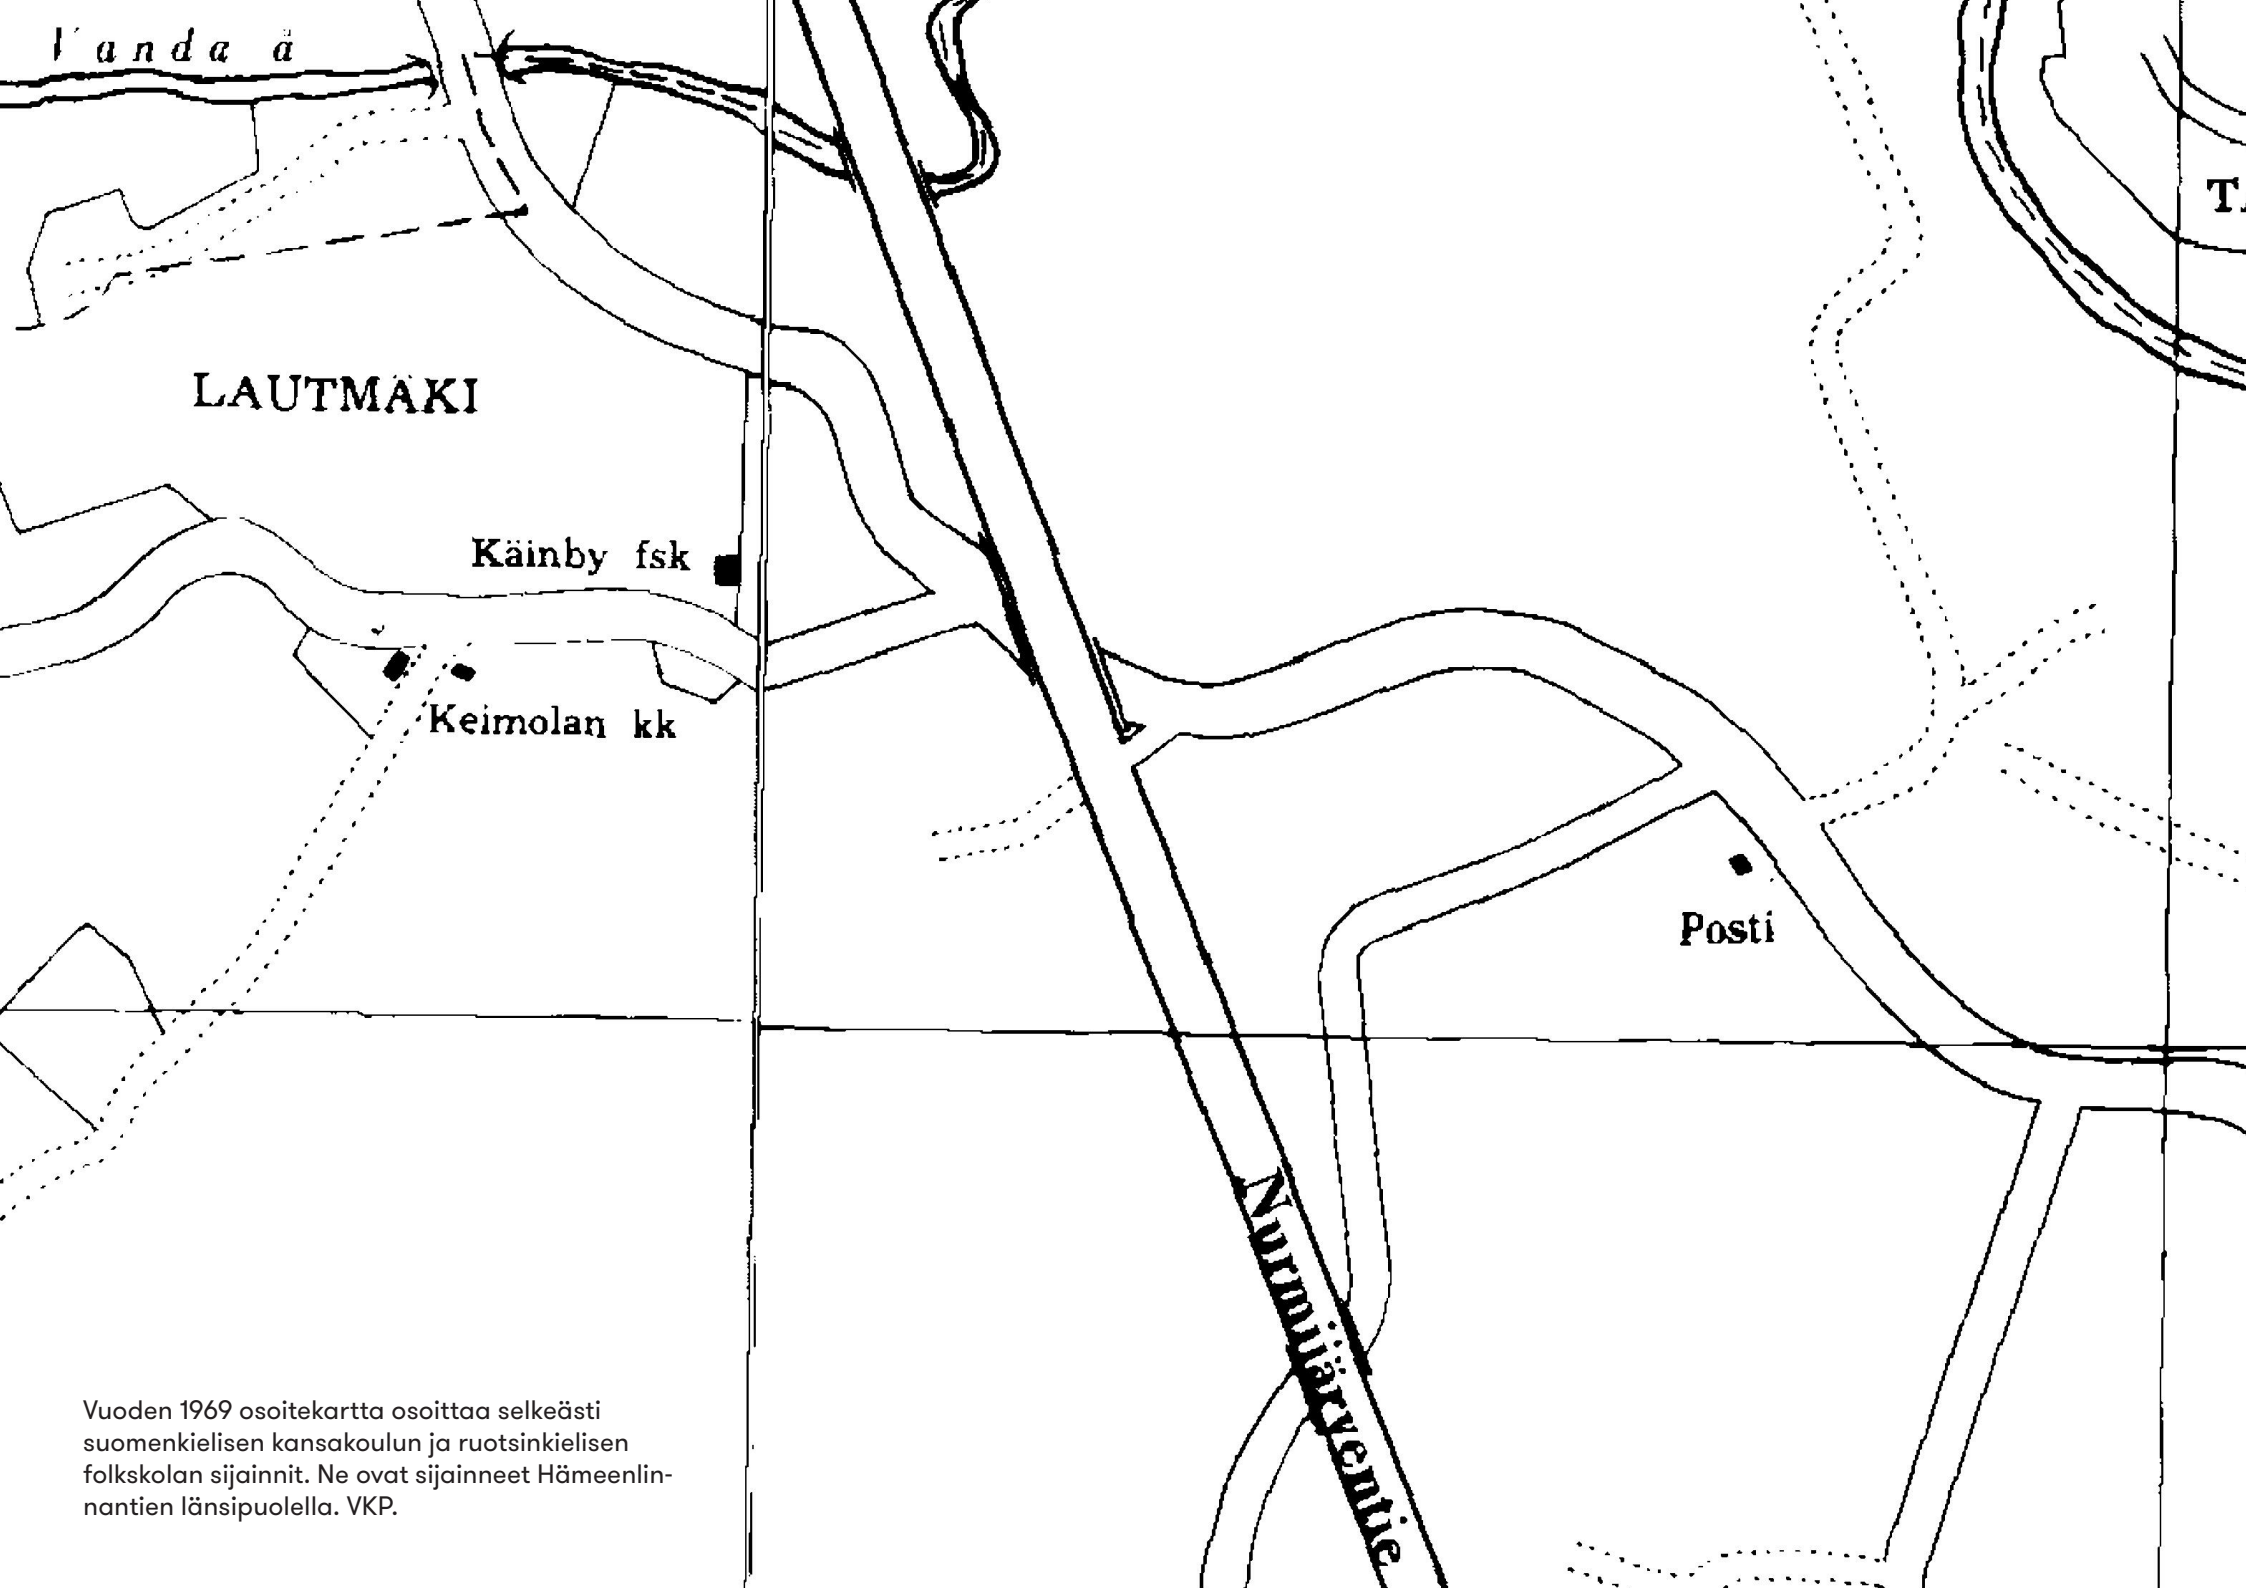 Vanda å
LAUTMÄKI
Käinby fsk
Keimolan kk
Posti
Nurmijärventie
Vuoden 1969 osoitekartta osoittaa selkeästi
suomenkielisen kansakoulun ja ruotsinkielisen
folkskolan sijainnit. Ne ovat sijainneet Hämeenlin-
nantien länsipuolella. VKP.